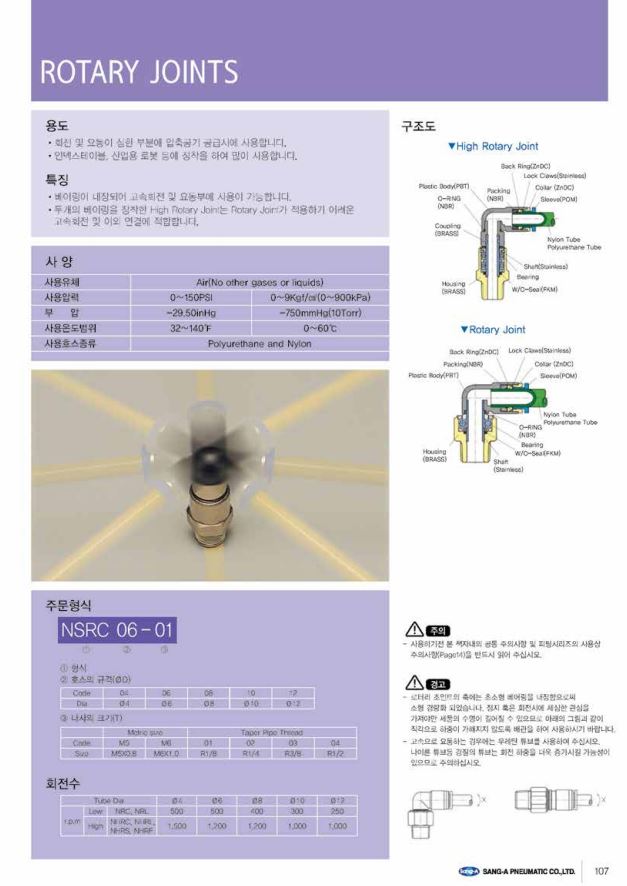 ROTARY JOINTS
용도
• 회전 및 요동이 심한 부분에 압축공기 공급시에 사용합니다.
• 인덱스테이블, 산업용 로봇 등에 장착을 하여 많이 사용합니다.
특징
• 베어링이 내장되어 고속회전 및 요동부에 사용이 가능합니다.
• 두개의 베어링을 장착한 High Rotary Joint는 Rotary Joint가 적용하기 어려운
고속회전 및 이외 연결에 적합합니다.
사 양
사용유체 Air(No other gases or liquids)
사용압력 0~150PSI 0~9Kgf/㎠(0~900kPa)
부 압 -29.50inHg -750mmHg(10Torr)
사용온도범위 32~140℉ 0~60℃
사용호스종류 Polyurethane and Nylon
구조도
▼High Rotary Joint
Back Ring(ZnDC)
Lock Claws(Stainless)
Plastic Body(PBT)
Packing
(NBR)
Collar (ZnDC)
O-RING
(NBR)
Sleeve(POM)
Coupling
(BRASS)
Nylon Tube
Polyurethane Tube
Shaft(Stainless)
Bearing
Housing
(BRASS)
W/C-Seal(FKM)
▼Rotary Joint
Back Ring(ZnDC)
Lock Claws(Stainless)
Packing(NBR)
Collar (ZnDC)
Plastic Body(PBT)
Sleeve(POM)
Nylon Tube
Polyurethane Tube
O-RING
(NBR)
Bearing
W/C-Seal(FKM)
Housing
(BRASS)
Shaft
(Stainless)
주문형식
NSRC 06 - 01
① ② ③
① 형식
② 호스의 규격(ØD)
Code 04 06 08 10 12
Dia Ø4 Ø6 Ø8 Ø10 Ø12
③ 나사의 크기(T)
Metric size Taper Pipe Thread
Code M5 M6 01 02 03 04
Size M5X0.8 M6X1.0 R1/8 R1/4 R3/8 R1/2
회전수
Tube Dia Ø4 Ø6 Ø8 Ø10 Ø12
r.p.m Low NRC, NRL 500 500 400 300 250
High NHRC, NHRL, NHRS, NHRF 1,500 1,200 1,200 1,000 1,000
주의
- 사용하기전 본 책자내의 공통 주의사항 및 피팅시리즈의 사용상
주의사항(Page14)을 반드시 읽어 주십시오.
경고
- 로터리 조인트의 축에는 초소형 베어링을 내장함으로써
소형 경량화 되었습니다. 정지 혹은 회전시에 세심한 관심을
가져야만 제품의 수명이 길어질 수 있으므로 아래의 그림과 같이
직각으로 하중이 가해지지 않도록 배관을 하여 사용하시기 바랍니다.
- 고속으로 요동하는 경우에는 우레탄 튜브를 사용하여 주십시오.
나이론 튜브등 강질의 튜브는 회전 하중을 더욱 증가시킬 가능성이
있으므로 주의하십시오.
X X
SANG-A SANG-A PNEUMATIC CO.,LTD. 107